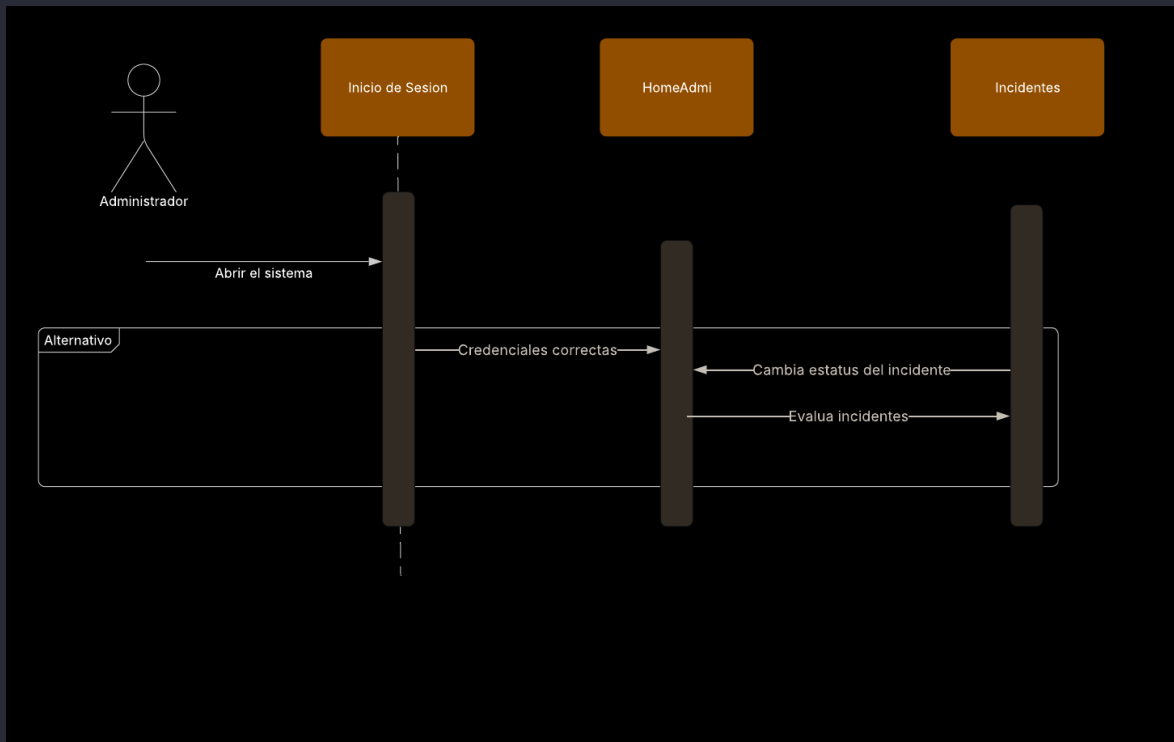 Inicio de Sesion
HomeAdmi
Incidentes
Administrador
Abrir el sistema
Alternativo
Credenciales correctas
Cambia estatus del incidente
Evalua incidentes